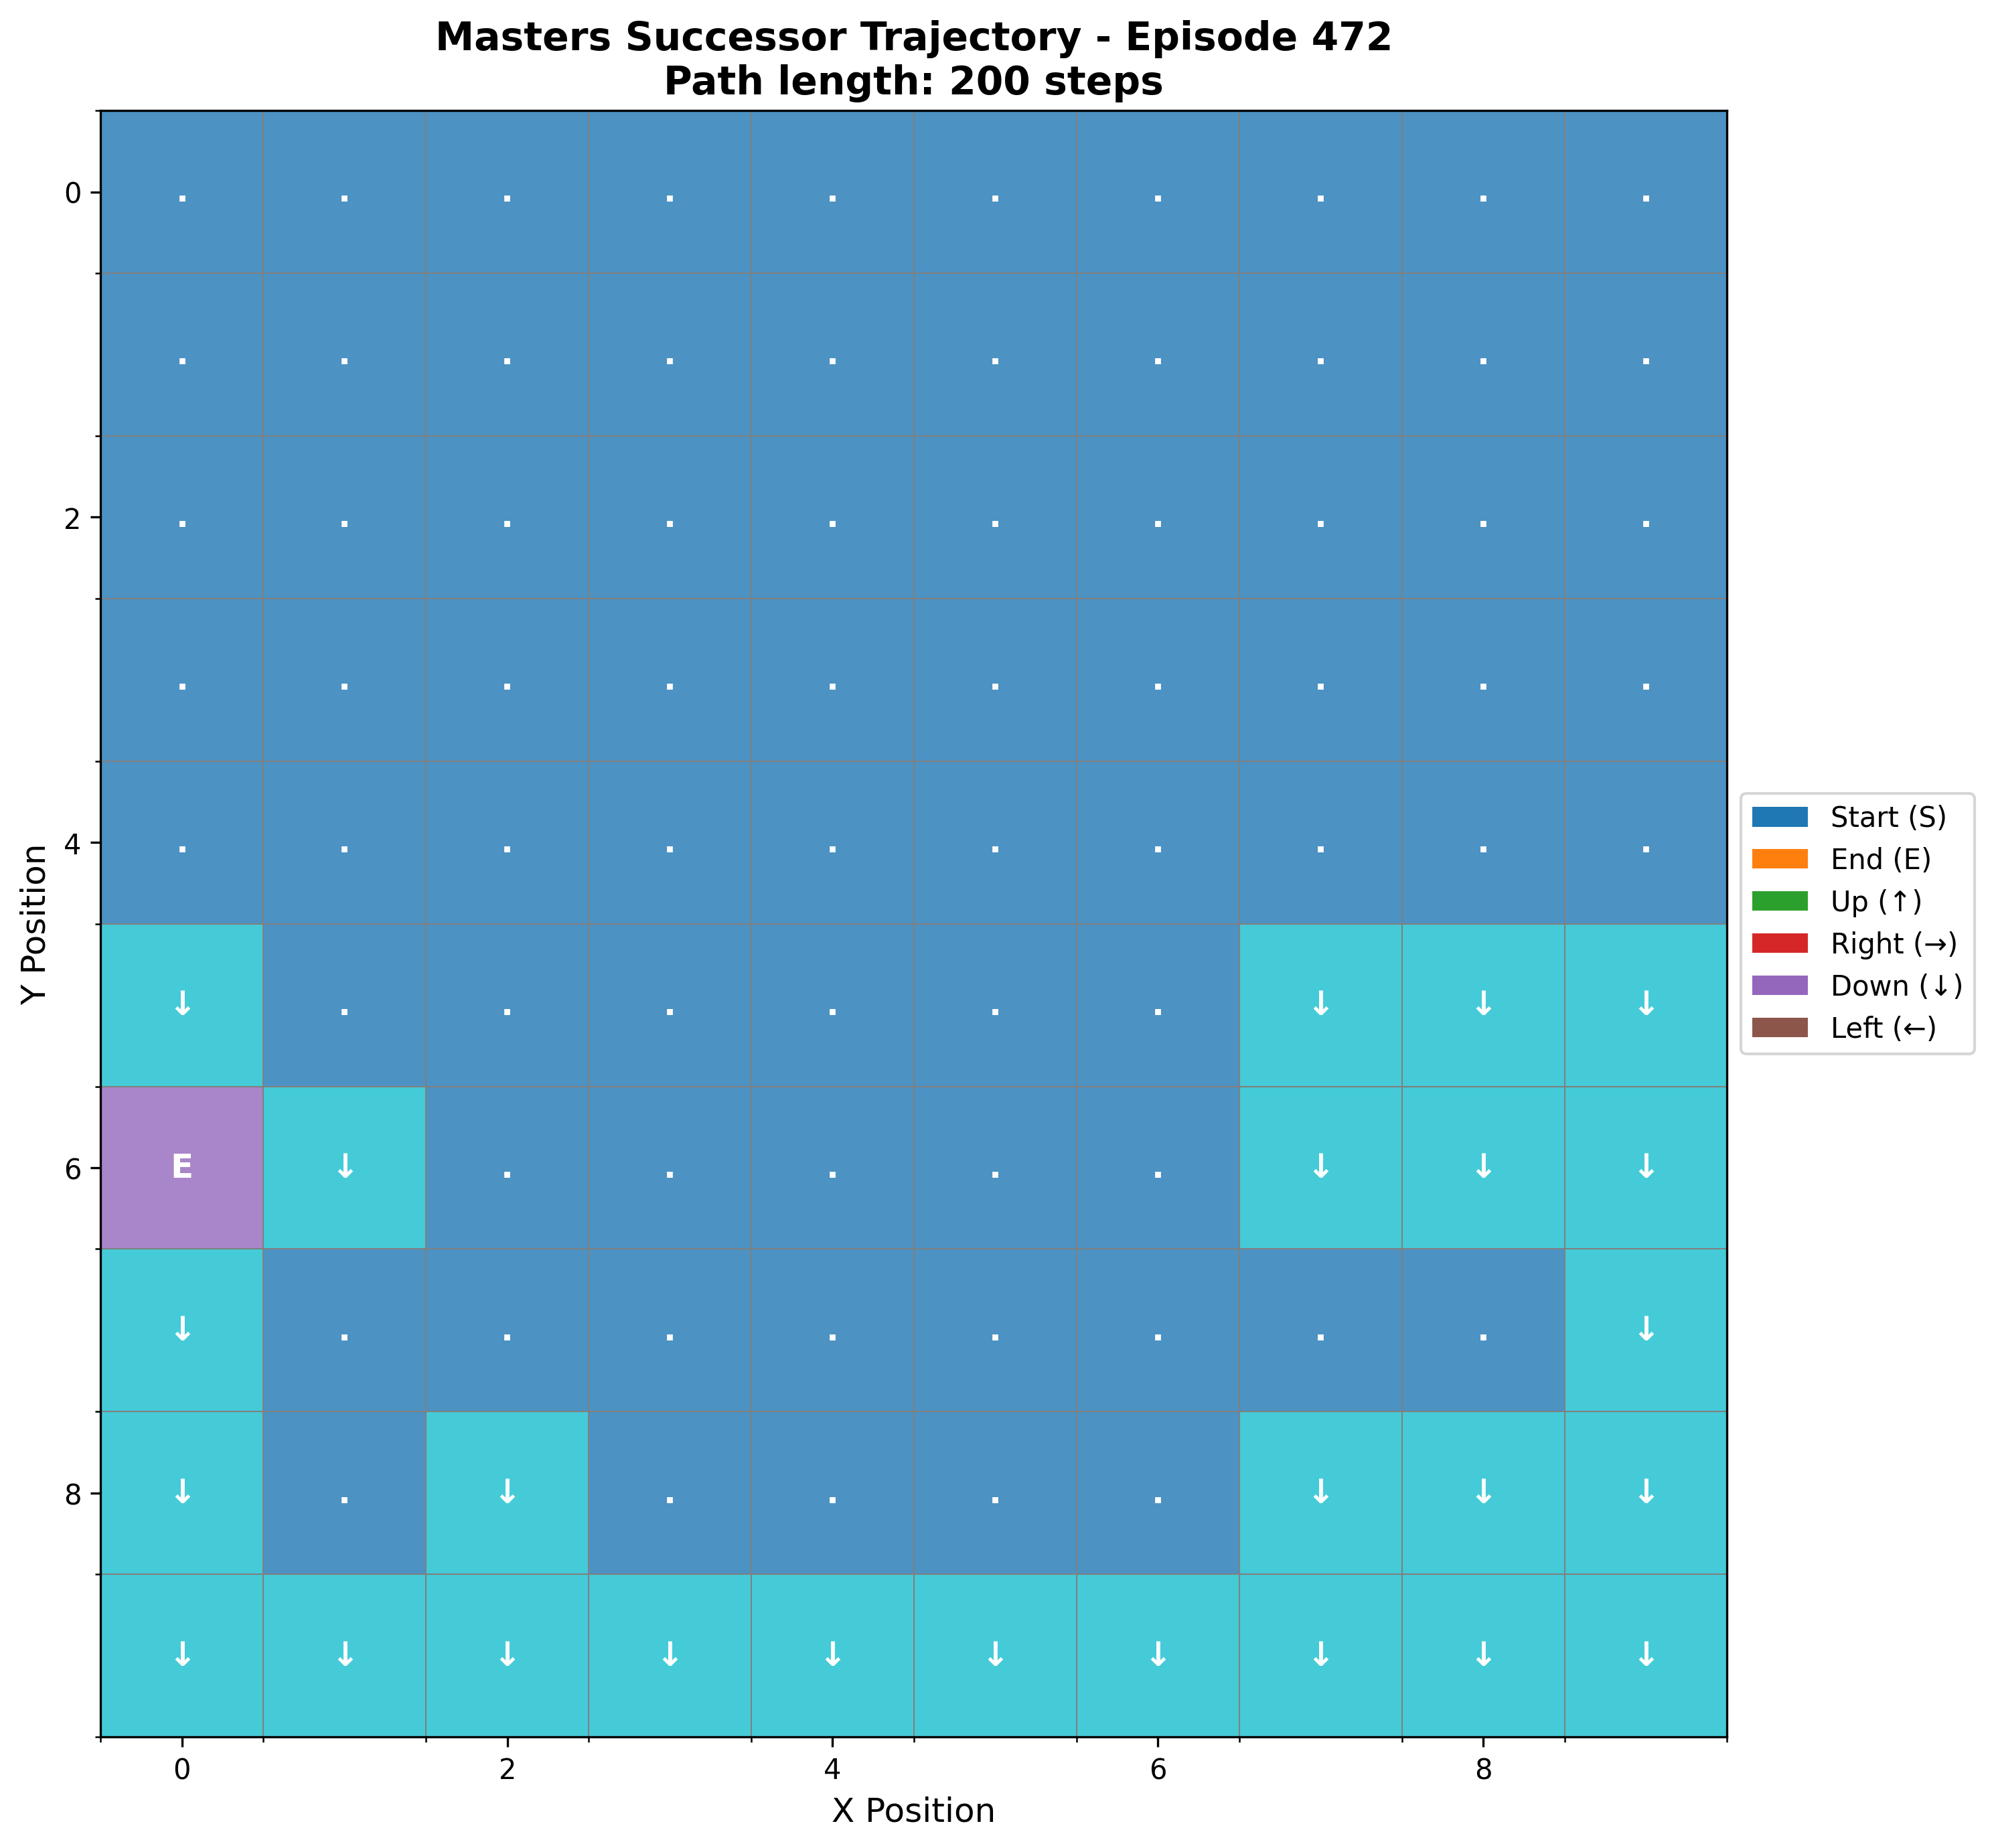 Masters Successor Trajectory - Episode 472
Path length: 200 steps
0 . . . . . . . . . .
. . . . . . . . . .
2 . . . . . . . . . .
. . . . . . . . . .
4 . . . . . . . . . .
↓ . . . . . . ↓ ↓ ↓
6 E ↓ . . . . . ↓ ↓ ↓
↓ . . . . . . . . ↓
8 ↓ . ↓ . . . . ↓ ↓ ↓
↓ ↓ ↓ ↓ ↓ ↓ ↓ ↓ ↓ ↓
0 2 4 6 8
X Position
Y Position
Start (S)
End (E)
Up (↑)
Right (→)
Down (↓)
Left (←)